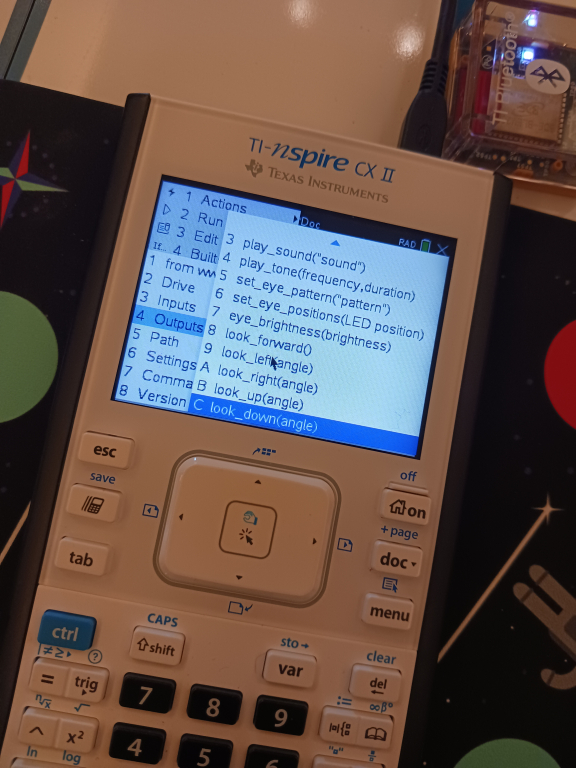 TI Bluetooth
TI-nspire CX II
TEXAS INSTRUMENTS
1 Actions
2 Run
3 Edit
4 Built
Doc
RAD
1 from ww
2 Drive
3 Inputs
4 Outputs
5 Path
6 Settings
7 Comma
8 Version
3 play_sound("sound")
4 play_tone(frequency,duration)
5 set_eye_pattern("pattern")
6 set_eye_positions(LED position)
7 eye_brightness(brightness)
8 look_forward()
9 look_left(angle)
A look_right(angle)
B look_up(angle)
C look_down(angle)
esc
save
tab
off
on
+page
doc▾
menu
ctrl
CAPS
⇧shift
sto→
var
clear
del
= trig
7
8
9
^ x²
ln log
4
5
6